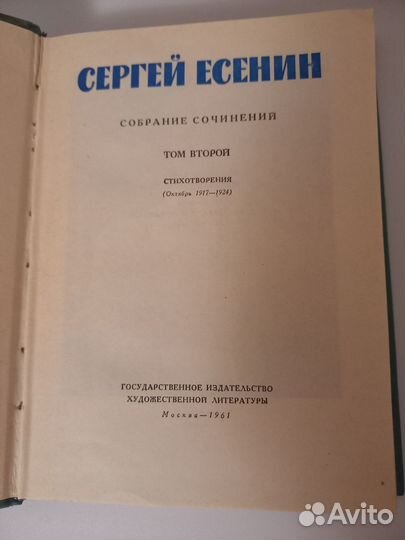 СЕРГЕЙ ЕСЕНИН
СОБРАНИЕ СОЧИНЕНИЙ
ТОМ ВТОРОЙ
СТИХОТВОРЕНИЯ
(Октябрь 1917—1924)
ГОСУДАРСТВЕННОЕ ИЗДАТЕЛЬСТВО
ХУДОЖЕСТВЕННОЙ ЛИТЕРАТУРЫ
Москва—1961
Avito